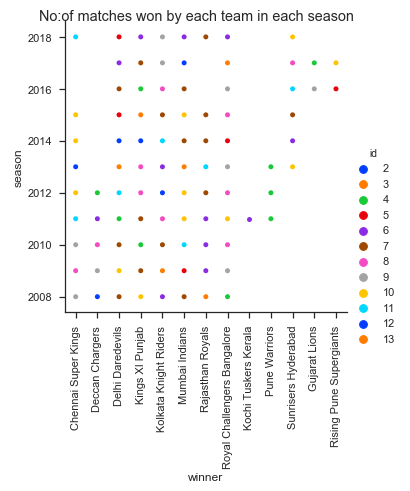 No:of matches won by each team in each season
2018
2016
2014
2012
2010
2008
season
id
2
3
4
5
6
7
8
9
10
11
12
13
Chennai Super Kings
Deccan Chargers
Delhi Daredevils
Kings XI Punjab
Kolkata Knight Riders
Mumbai Indians
Rajasthan Royals
Royal Challengers Bangalore
Kochi Tuskers Kerala
Pune Warriors
Sunrisers Hyderabad
Gujarat Lions
Rising Pune Supergiants
winner